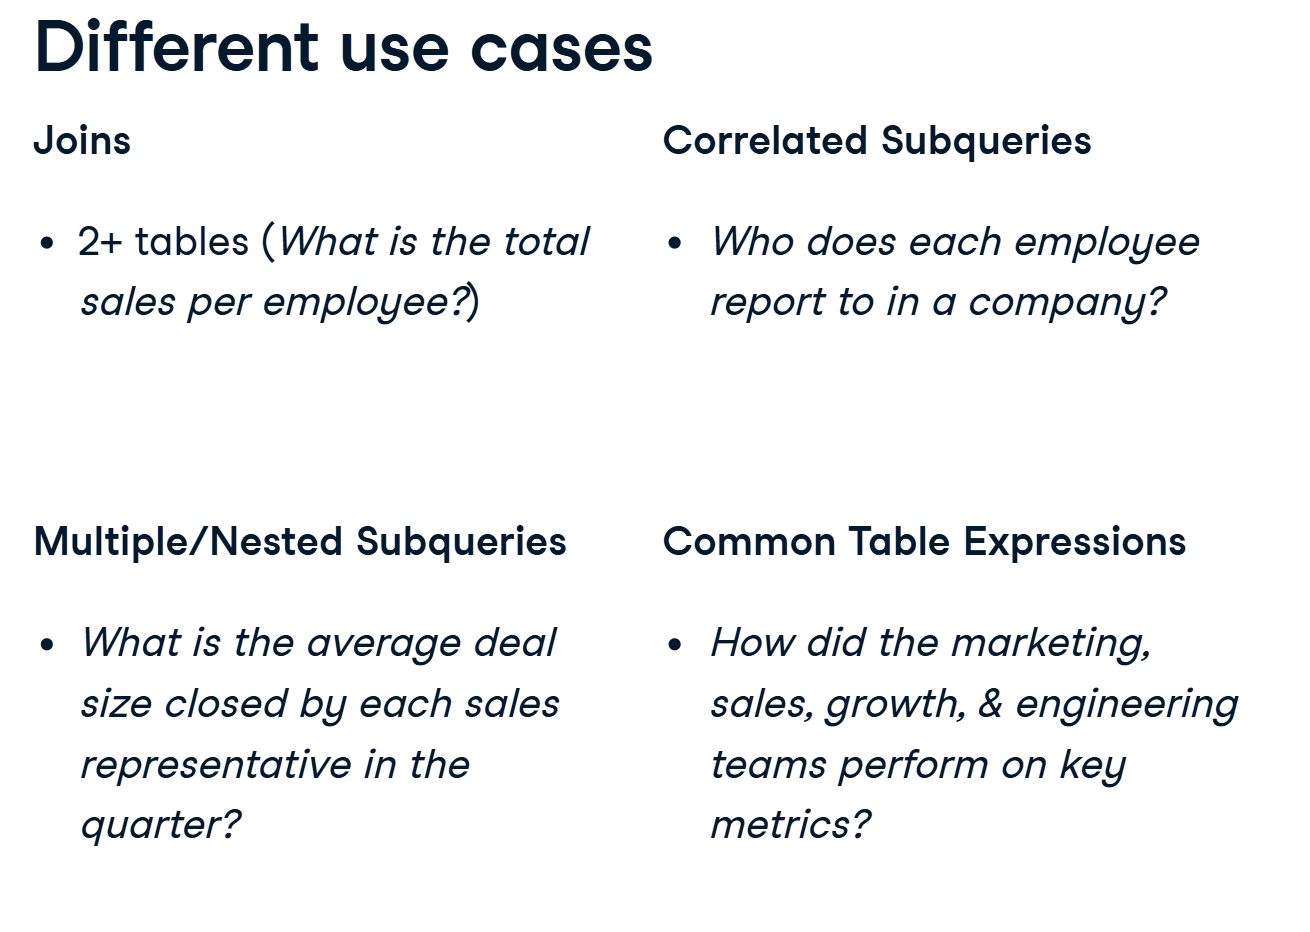 Different use cases
Joins
• 2+ tables (What is the total
sales per employee?)
Correlated Subqueries
• Who does each employee
report to in a company?
Multiple/Nested Subqueries
• What is the average deal
size closed by each sales
representative in the
quarter?
Common Table Expressions
• How did the marketing,
sales, growth, & engineering
teams perform on key
metrics?